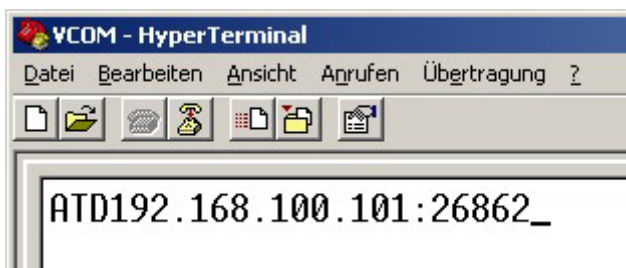 VCOM - HyperTerminal
Datei Bearbeiten Ansicht Anrufen Übertragung ?
ATD192.168.100.101:26862_